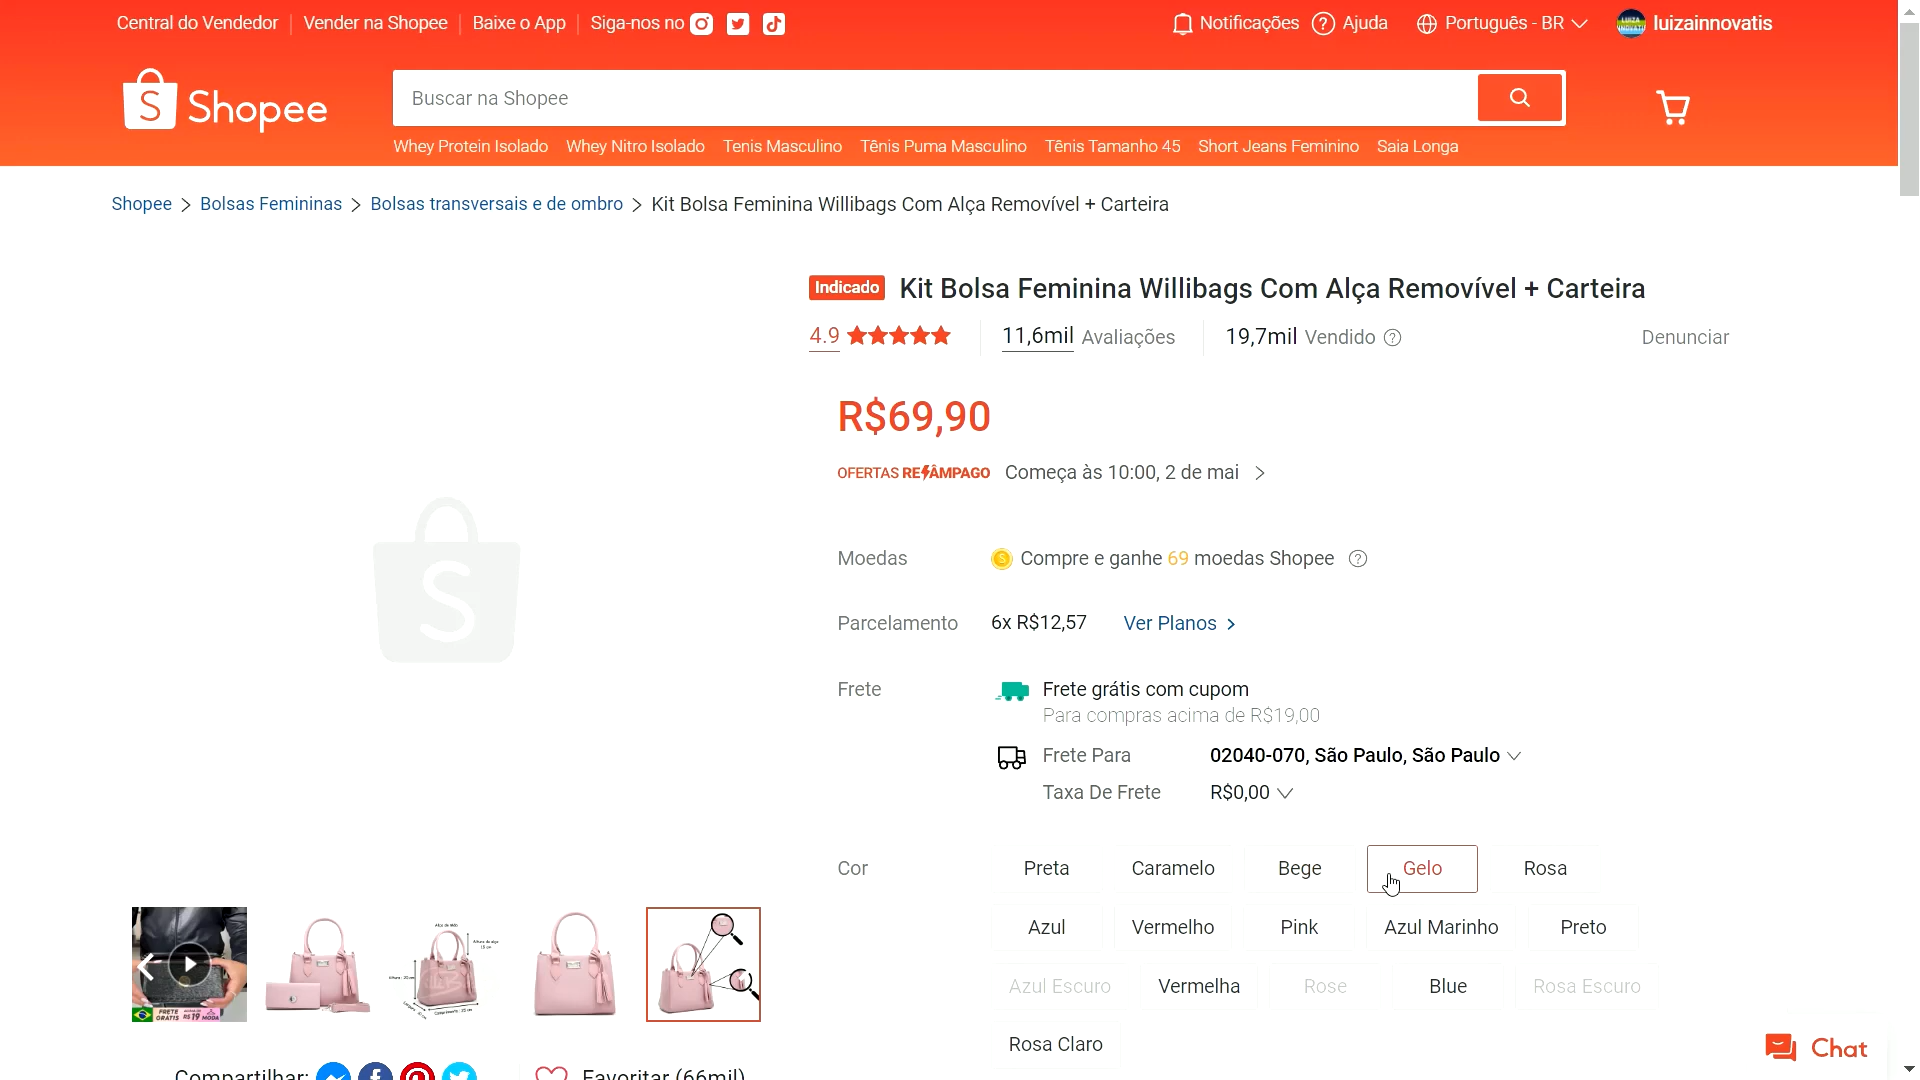 Central do Vendedor | Vender na Shopee | Baixe o App | Siga-nos no
Notificações Ajuda Português - BR luizainnovatis
Shopee
Buscar na Shopee
Whey Protein Isolado Whey Nitro Isolado Tenis Masculino Tênis Puma Masculino Tênis Tamanho 45 Short Jeans Feminino Saia Longa
Shopee > Bolsas Femininas > Bolsas transversais e de ombro > Kit Bolsa Feminina Willibags Com Alça Removível + Carteira
Indicado Kit Bolsa Feminina Willibags Com Alça Removível + Carteira
4.9 11,6mil Avaliações 19,7mil Vendido ? Denunciar
R$69,90
OFERTAS RELÂMPAGO Começa às 10:00, 2 de mai >
Moedas Compre e ganhe 69 moedas Shopee ?
Parcelamento 6x R$12,57 Ver Planos >
Frete Frete grátis com cupom
Para compras acima de R$19,00
Frete Para 02040-070, São Paulo, São Paulo
Taxa De Frete R$0,00
Cor Preta Caramelo Bege Gelo Rosa
Azul Vermelho Pink Azul Marinho Preto
Azul Escuro Vermelha Rose Blue Rosa Escuro
Rosa Claro
FRETE GRÁTIS R$19 MODA
Chat
Compartilhar: Favoritar (66mil)